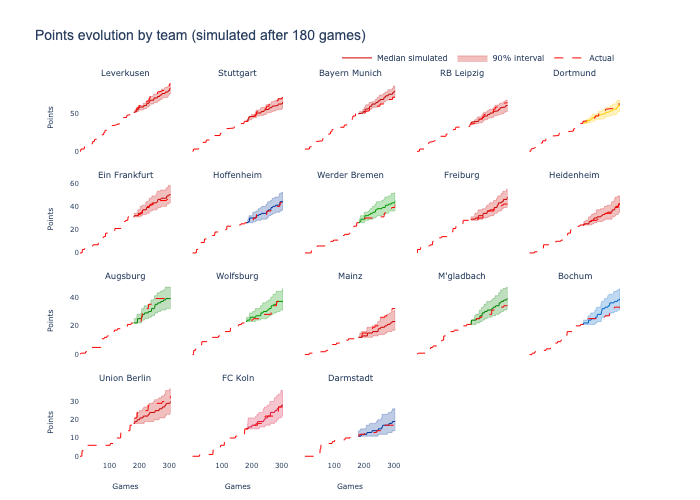 Points evolution by team (simulated after 180 games)
Median simulated 90% interval Actual
Leverkusen Stuttgart Bayern Munich RB Leipzig Dortmund
Points
50
0
Ein Frankfurt Hoffenheim Werder Bremen Freiburg Heidenheim
Points
60
40
20
0
Augsburg Wolfsburg Mainz M'gladbach Bochum
Points
40
20
0
Union Berlin FC Koln Darmstadt
Points
30
20
10
0
100 200 300 100 200 300 100 200 300
Games Games Games